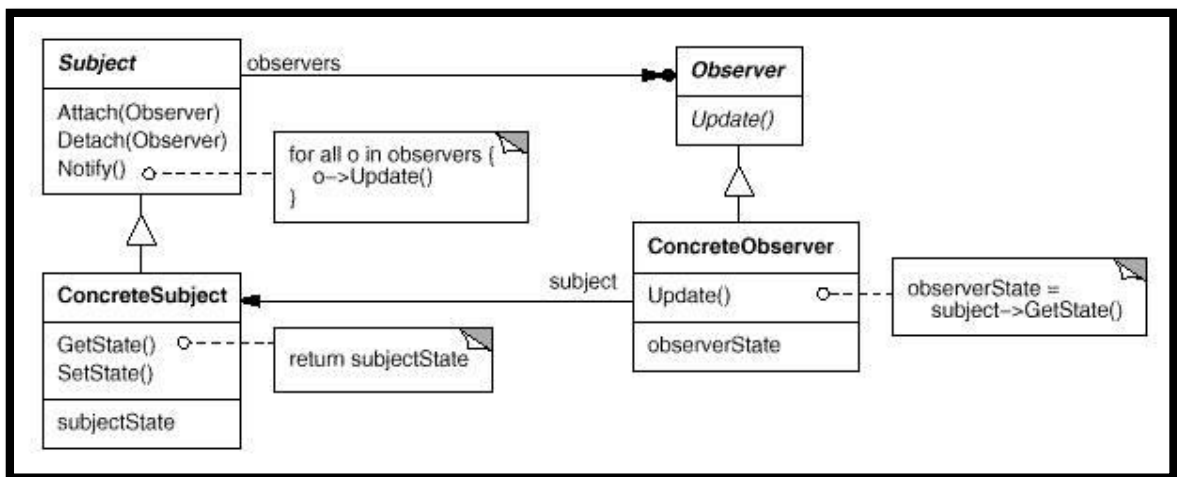 Subject
Attach(Observer)
Detach(Observer)
Notify()
observers
for all o in observers {
o–>Update()
}
Observer
Update()
ConcreteSubject
GetState()
SetState()
subjectState
return subjectState
subject
ConcreteObserver
Update()
observerState
observerState =
subject–>GetState()